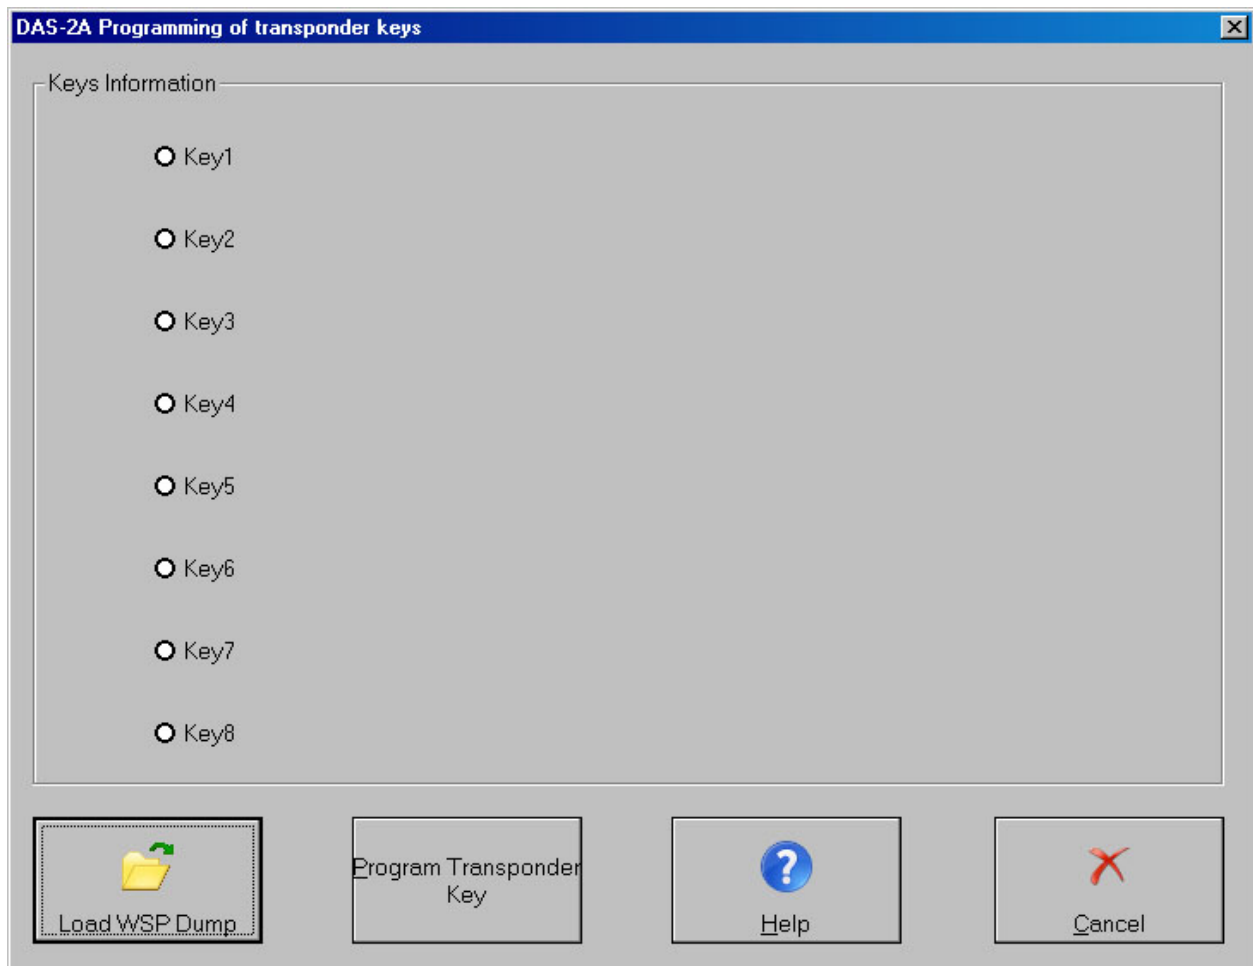 DAS-2A Programming of transponder keys
Keys Information
Key1
Key2
Key3
Key4
Key5
Key6
Key7
Key8
Load WSP Dump
Program Transponder
Key
Help
Cancel